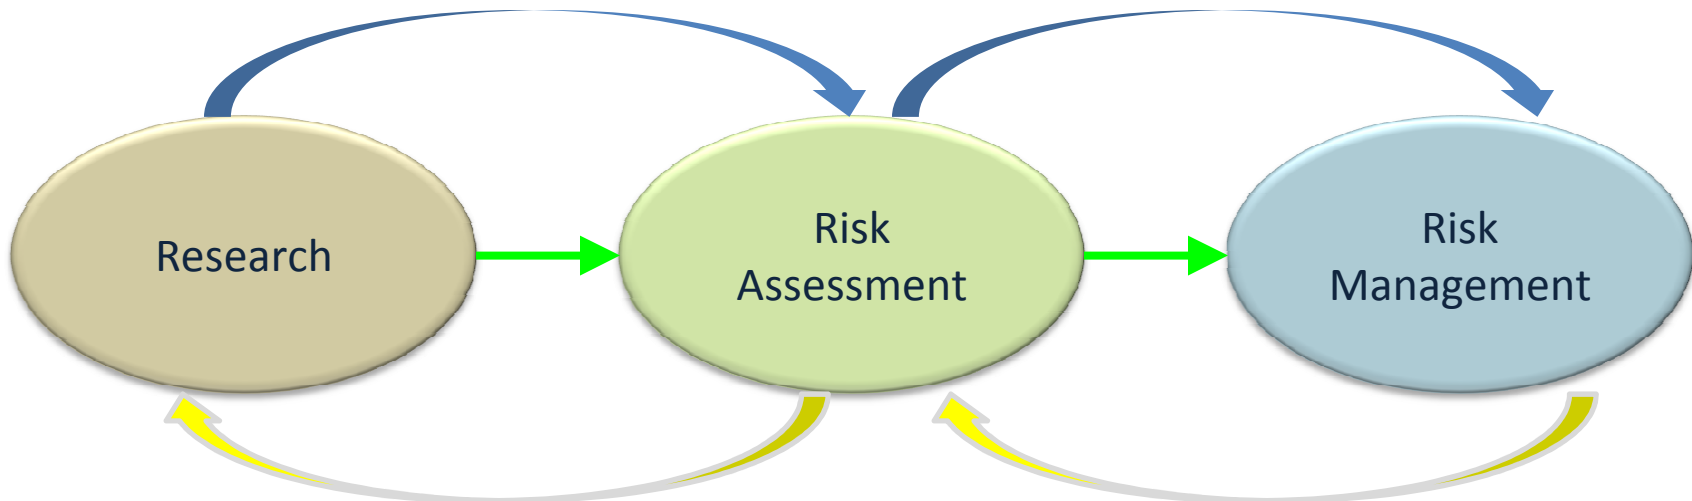 Research
Risk
Assessment
Risk
Management